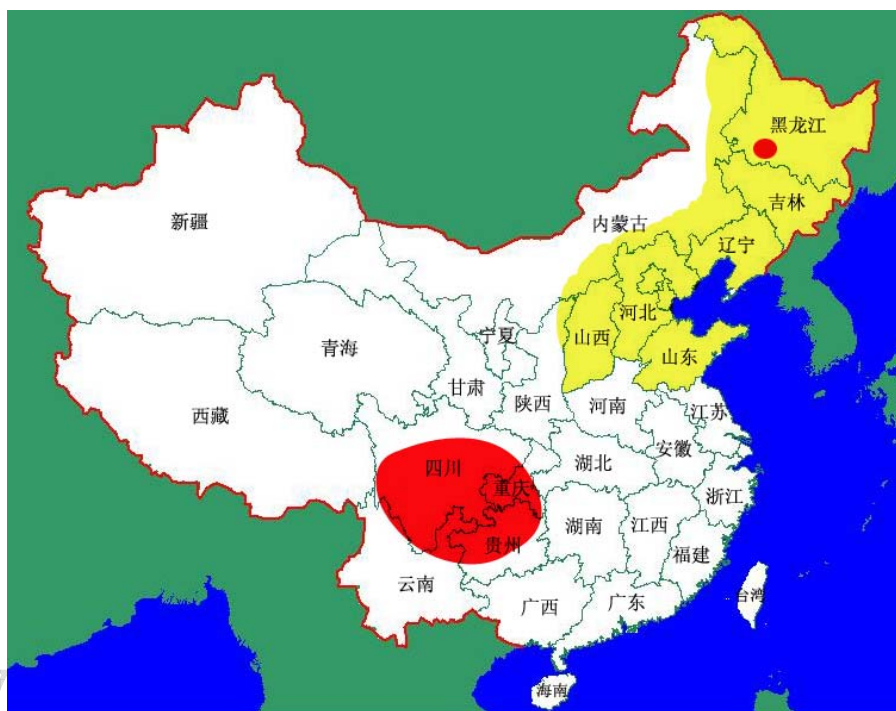 黑龙江
吉林
新疆
内蒙古
辽宁
河北
宁夏
山西
青海
山东
甘肃
陕西
河南
江苏
西藏
安徽
四川
湖北
重庆
浙江
湖南
江西
贵州
福建
云南
台湾
广西
广东
海南